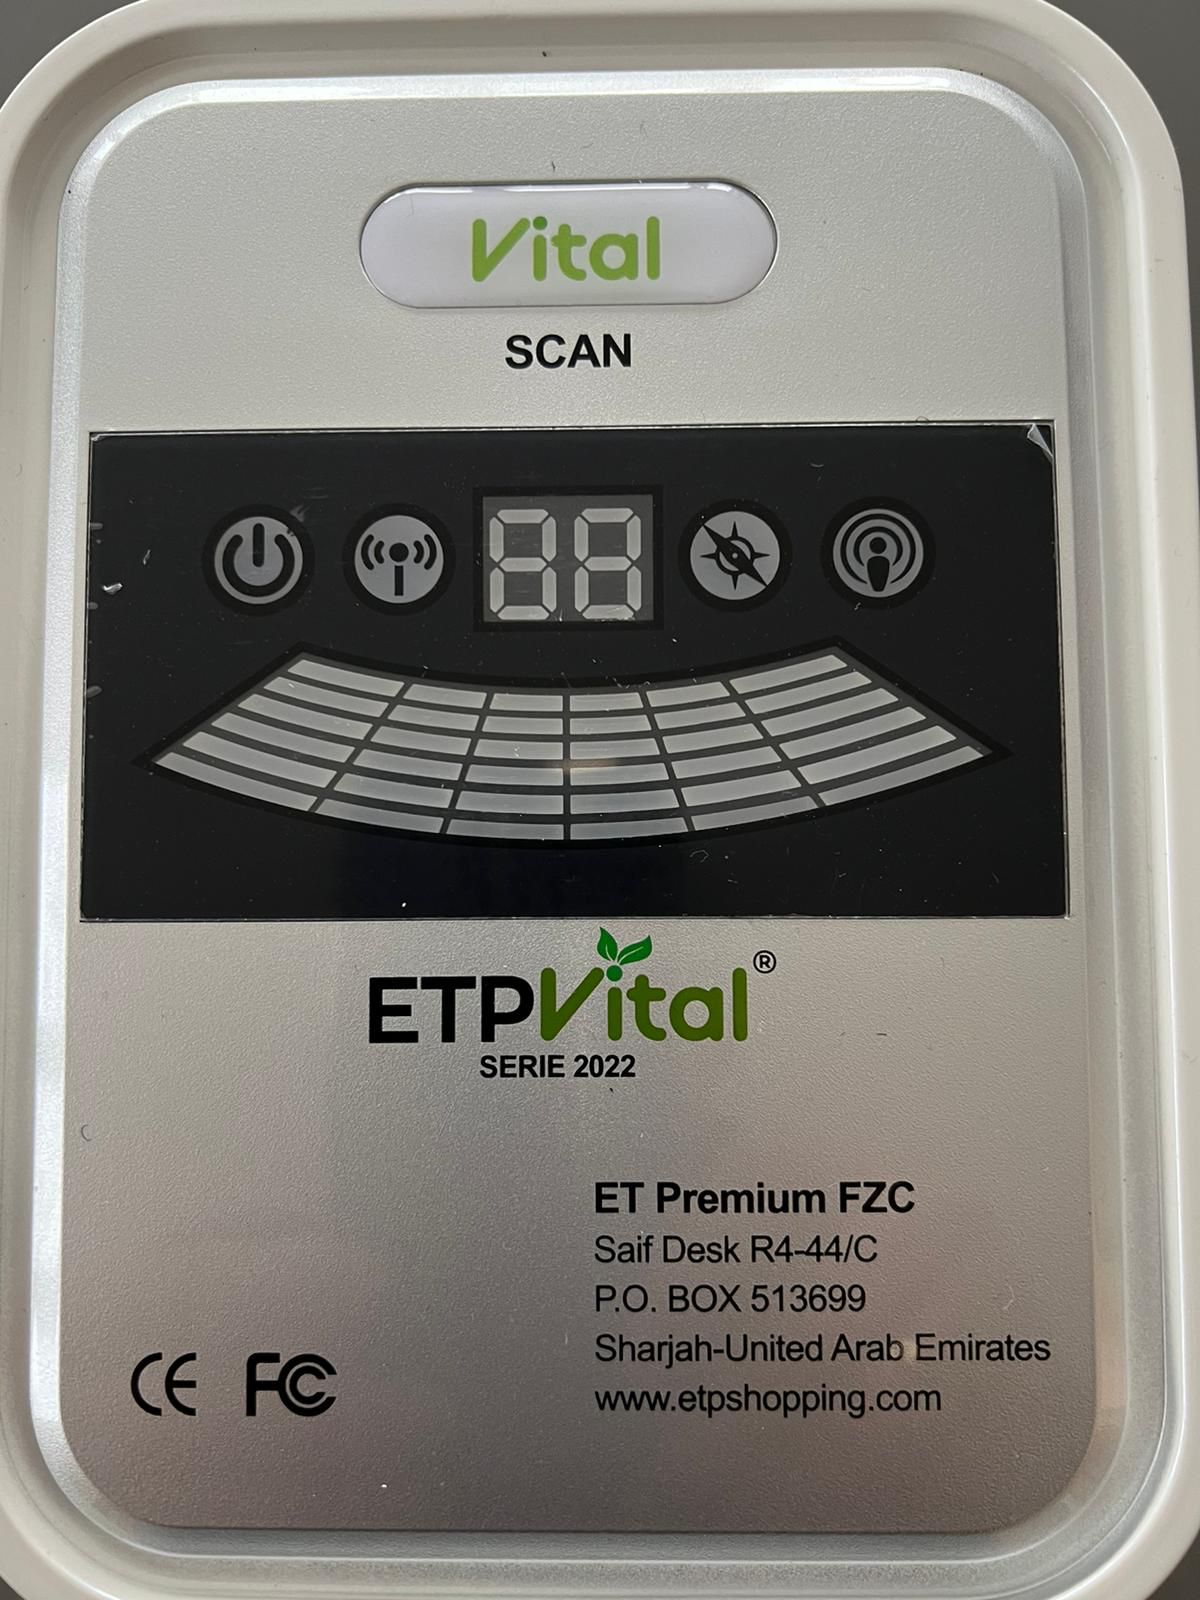 Vital
SCAN
88
ETPVital®
SERIE 2022
ET Premium FZC
Saif Desk R4-44/C
P.O. BOX 513699
Sharjah-United Arab Emirates
www.etpshopping.com
CE FC